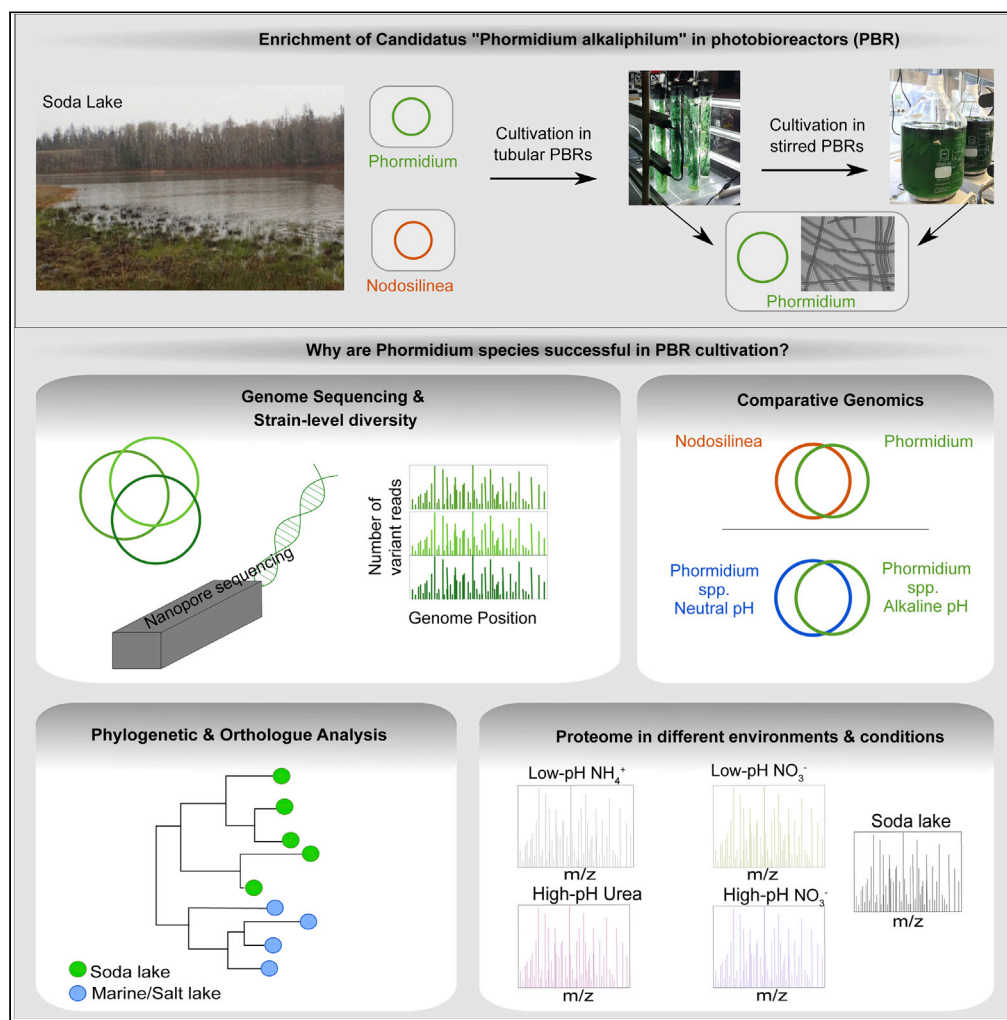 Enrichment of Candidatus "Phormidium alkaliphilum" in photobioreactors (PBR)
Soda Lake
Phormidium
Nodosilinea
Cultivation in
tubular PBRs
Cultivation in
stirred PBRs
Phormidium
Why are Phormidium species successful in PBR cultivation?
Genome Sequencing &
Strain-level diversity
Nanopore sequencing
Number of
variant reads
Genome Position
Comparative Genomics
Nodosilinea
Phormidium
Phormidium
spp.
Neutral pH
Phormidium
spp.
Alkaline pH
Phylogenetic & Orthologue Analysis
Soda lake
Marine/Salt lake
Proteome in different environments & conditions
Low-pH NH₄⁺
m/z
Low-pH NO₃⁻
m/z
High-pH Urea
m/z
High-pH NO₃⁻
m/z
Soda lake
m/z